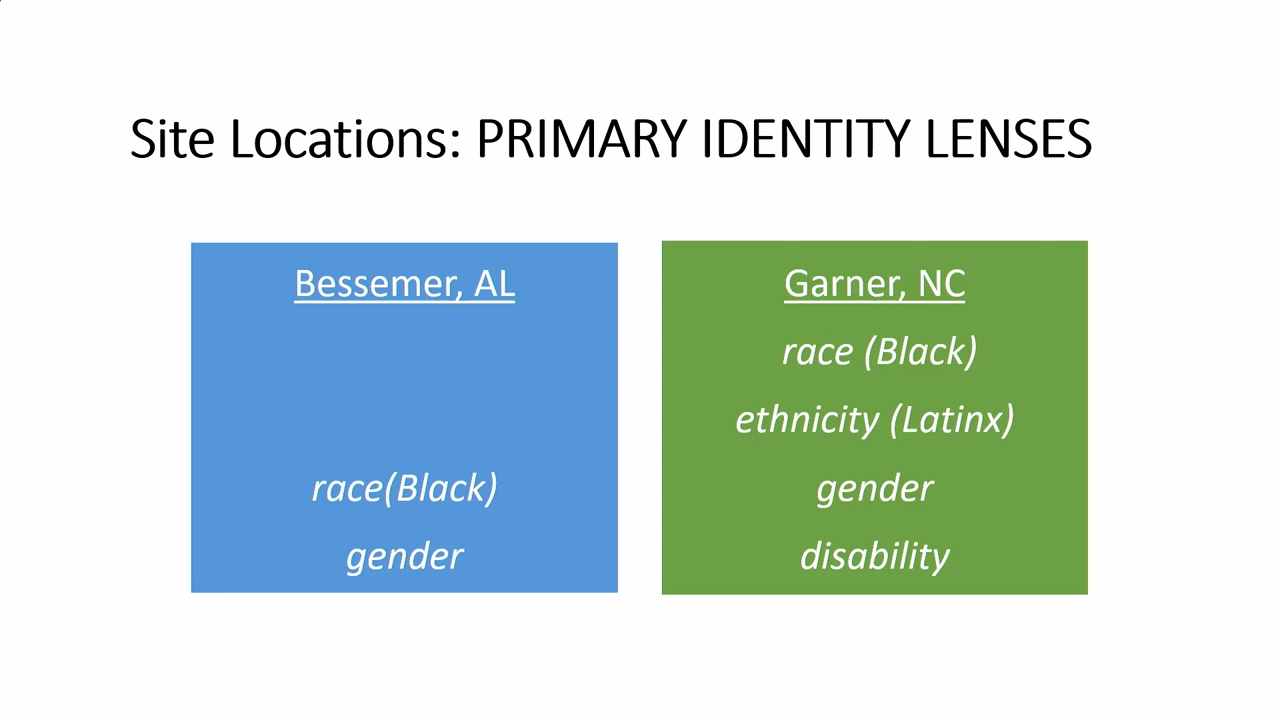 Site Locations: PRIMARY IDENTITY LENSES
Bessemer, AL
race(Black)
gender
Garner, NC
race (Black)
ethnicity (Latinx)
gender
disability